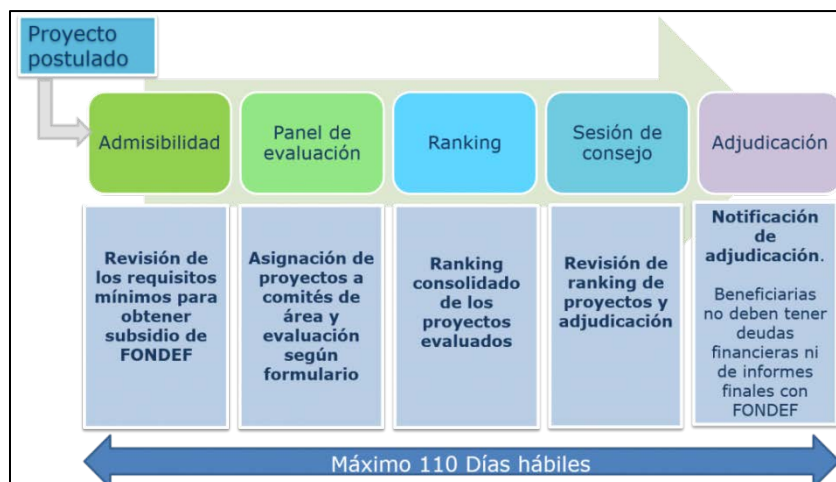 Proyecto
postulado
Admisibilidad
Panel de
evaluación
Ranking
Sesión de
consejo
Adjudicación
Revisión de
los requisitos
mínimos para
obtener
subsidio de
FONDEF
Asignación de
proyectos a
comités de
área y
evaluación
según
formulario
Ranking
consolidado
de los
proyectos
evaluados
Revisión de
ranking de
proyectos y
adjudicación
Notificación
de
adjudicación.
Beneficiarias
no deben tener
deudas
financieras ni
de informes
finales con
FONDEF
Máximo 110 Días hábiles